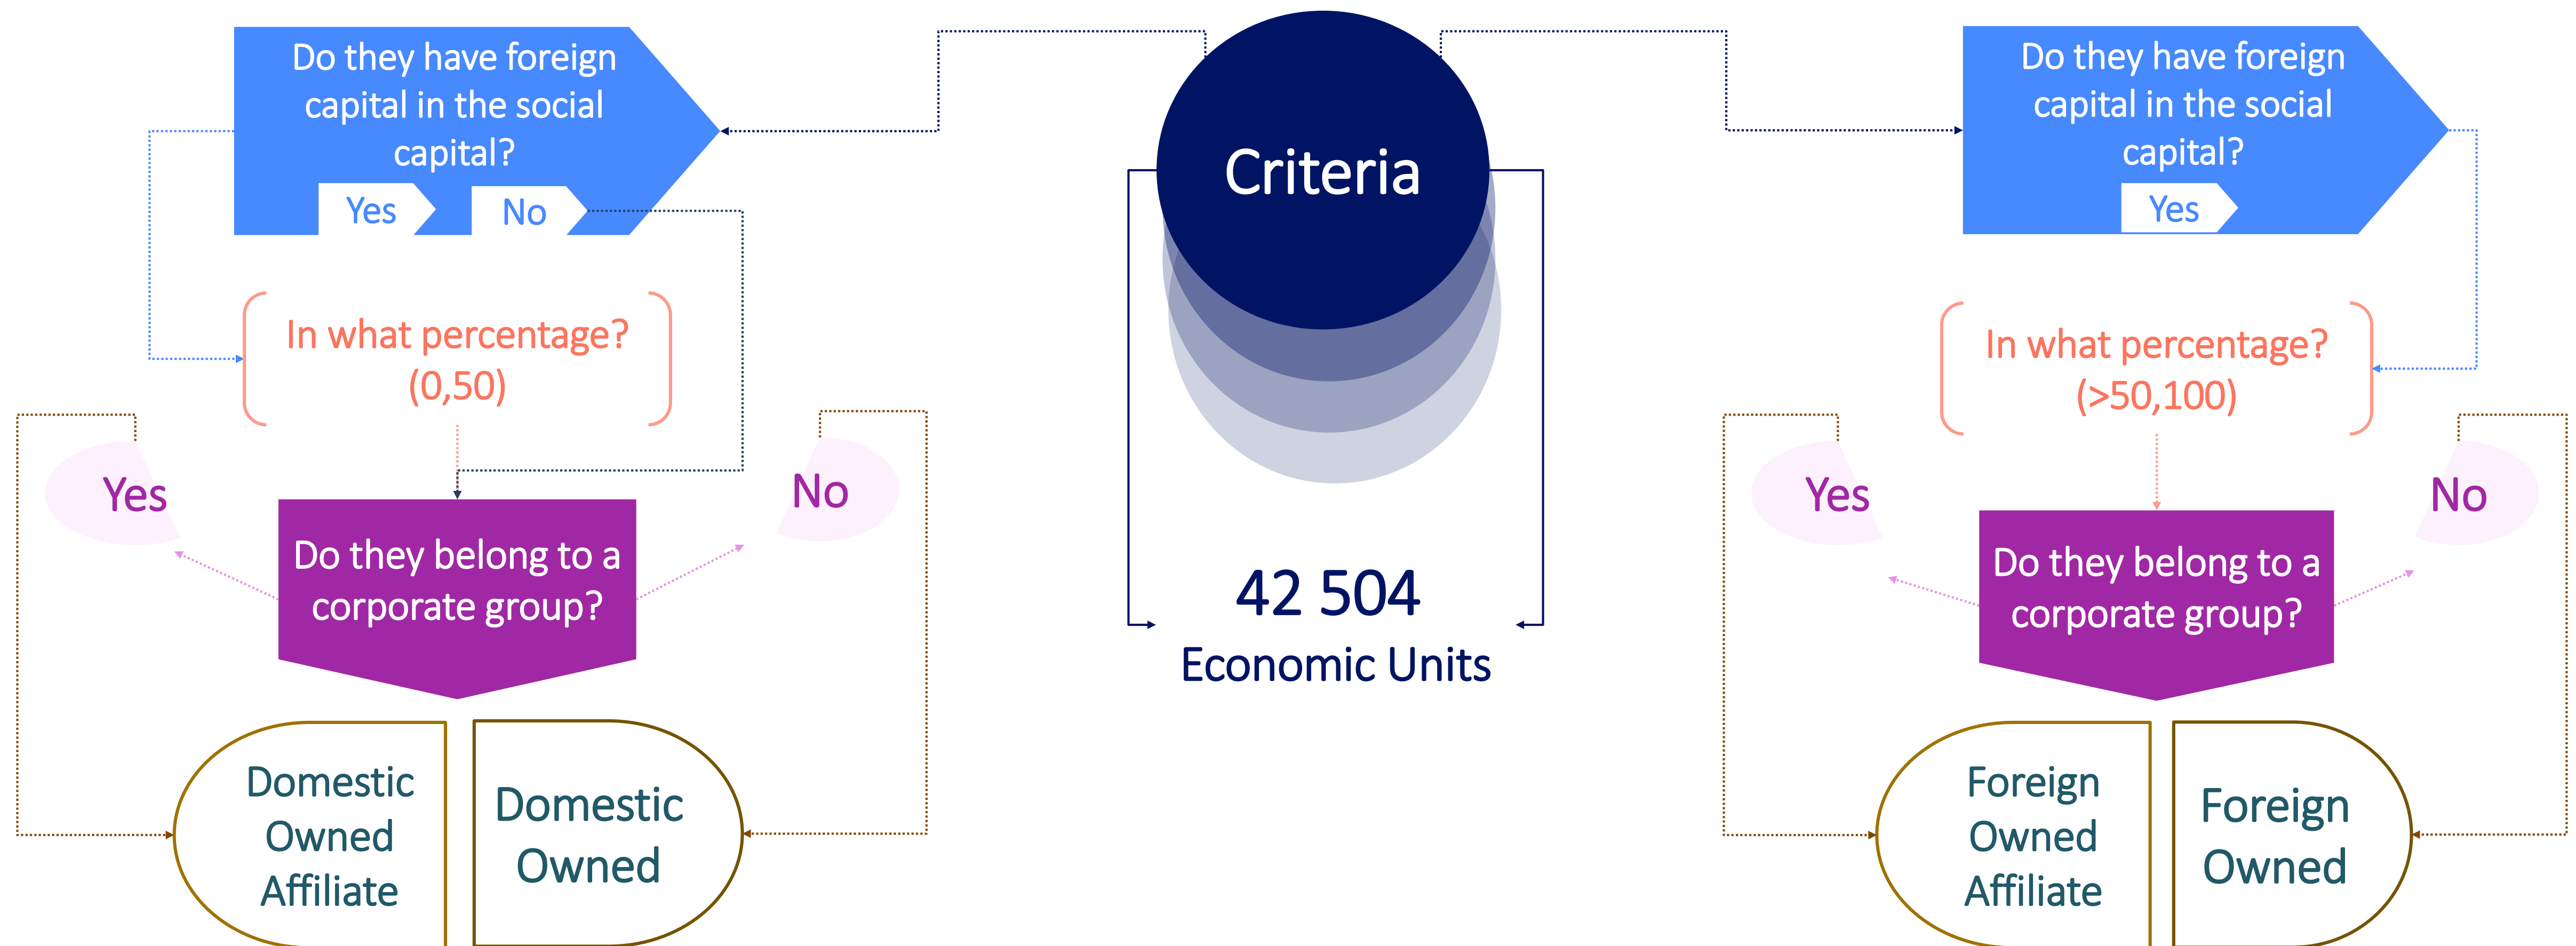 Do they have foreign
capital in the social
capital?
Yes
No
In what percentage?
(0,50)
Yes
No
Do they belong to a
corporate group?
Domestic
Owned
Affiliate
Domestic
Owned
Criteria
42 504
Economic Units
Do they have foreign
capital in the social
capital?
Yes
In what percentage?
(>50,100)
Yes
No
Do they belong to a
corporate group?
Foreign
Owned
Affiliate
Foreign
Owned